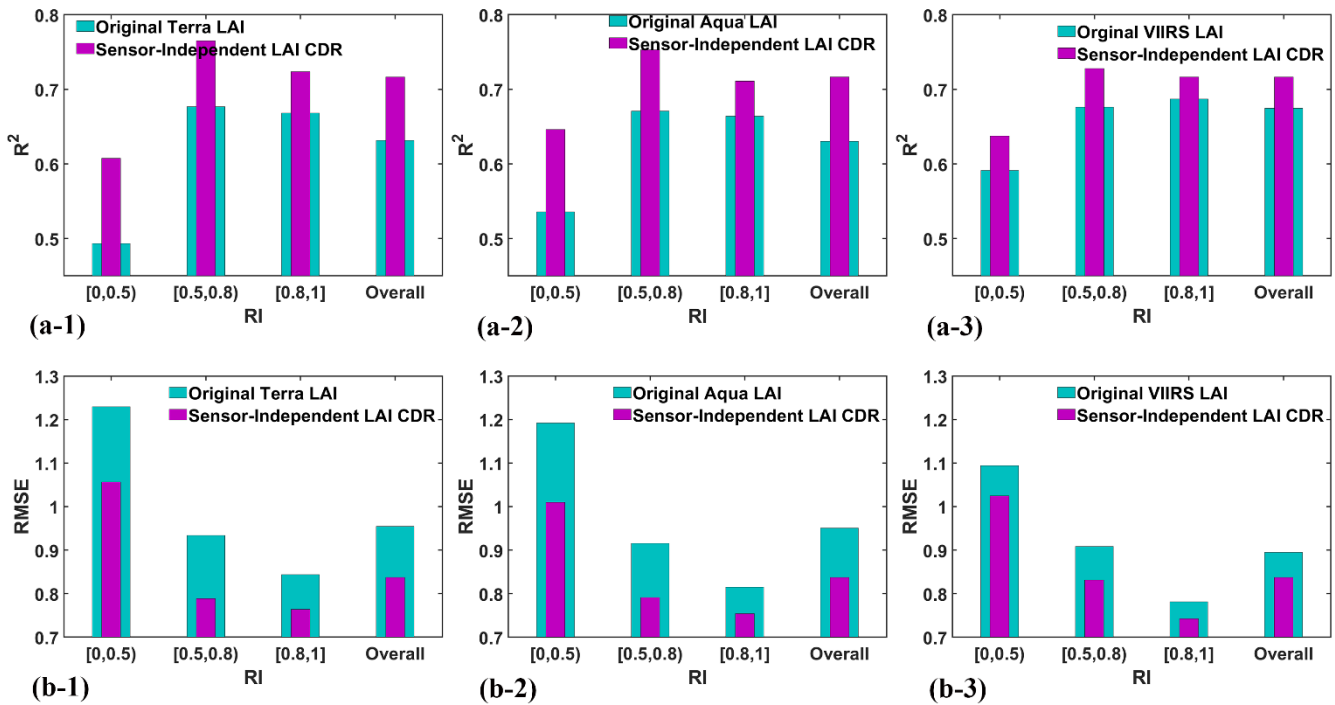 0.8
0.7
0.6
0.5
R²
Original Terra LAI
Sensor-Independent LAI CDR
[0,0.5)
[0.5,0.8)
[0.8,1]
Overall
RI
(a-1)
0.8
0.7
0.6
0.5
R²
Original Aqua LAI
Sensor-Independent LAI CDR
[0,0.5)
[0.5,0.8)
[0.8,1]
Overall
RI
(a-2)
0.8
0.7
0.6
0.5
R²
Orginal VIIRS LAI
Sensor-Independent LAI CDR
[0,0.5)
[0.5,0.8)
[0.8,1]
Overall
RI
(a-3)
1.3
1.2
1.1
1
0.9
0.8
0.7
RMSE
Original Terra LAI
Sensor-Independent LAI CDR
[0,0.5)
[0.5,0.8)
[0.8,1]
Overall
RI
(b-1)
1.3
1.2
1.1
1
0.9
0.8
0.7
RMSE
Original Aqua LAI
Sensor-Independent LAI CDR
[0,0.5)
[0.5,0.8)
[0.8,1]
Overall
RI
(b-2)
1.3
1.2
1.1
1
0.9
0.8
0.7
RMSE
Original VIIRS LAI
Sensor-Independent LAI CDR
[0,0.5)
[0.5,0.8)
[0.8,1]
Overall
RI
(b-3)